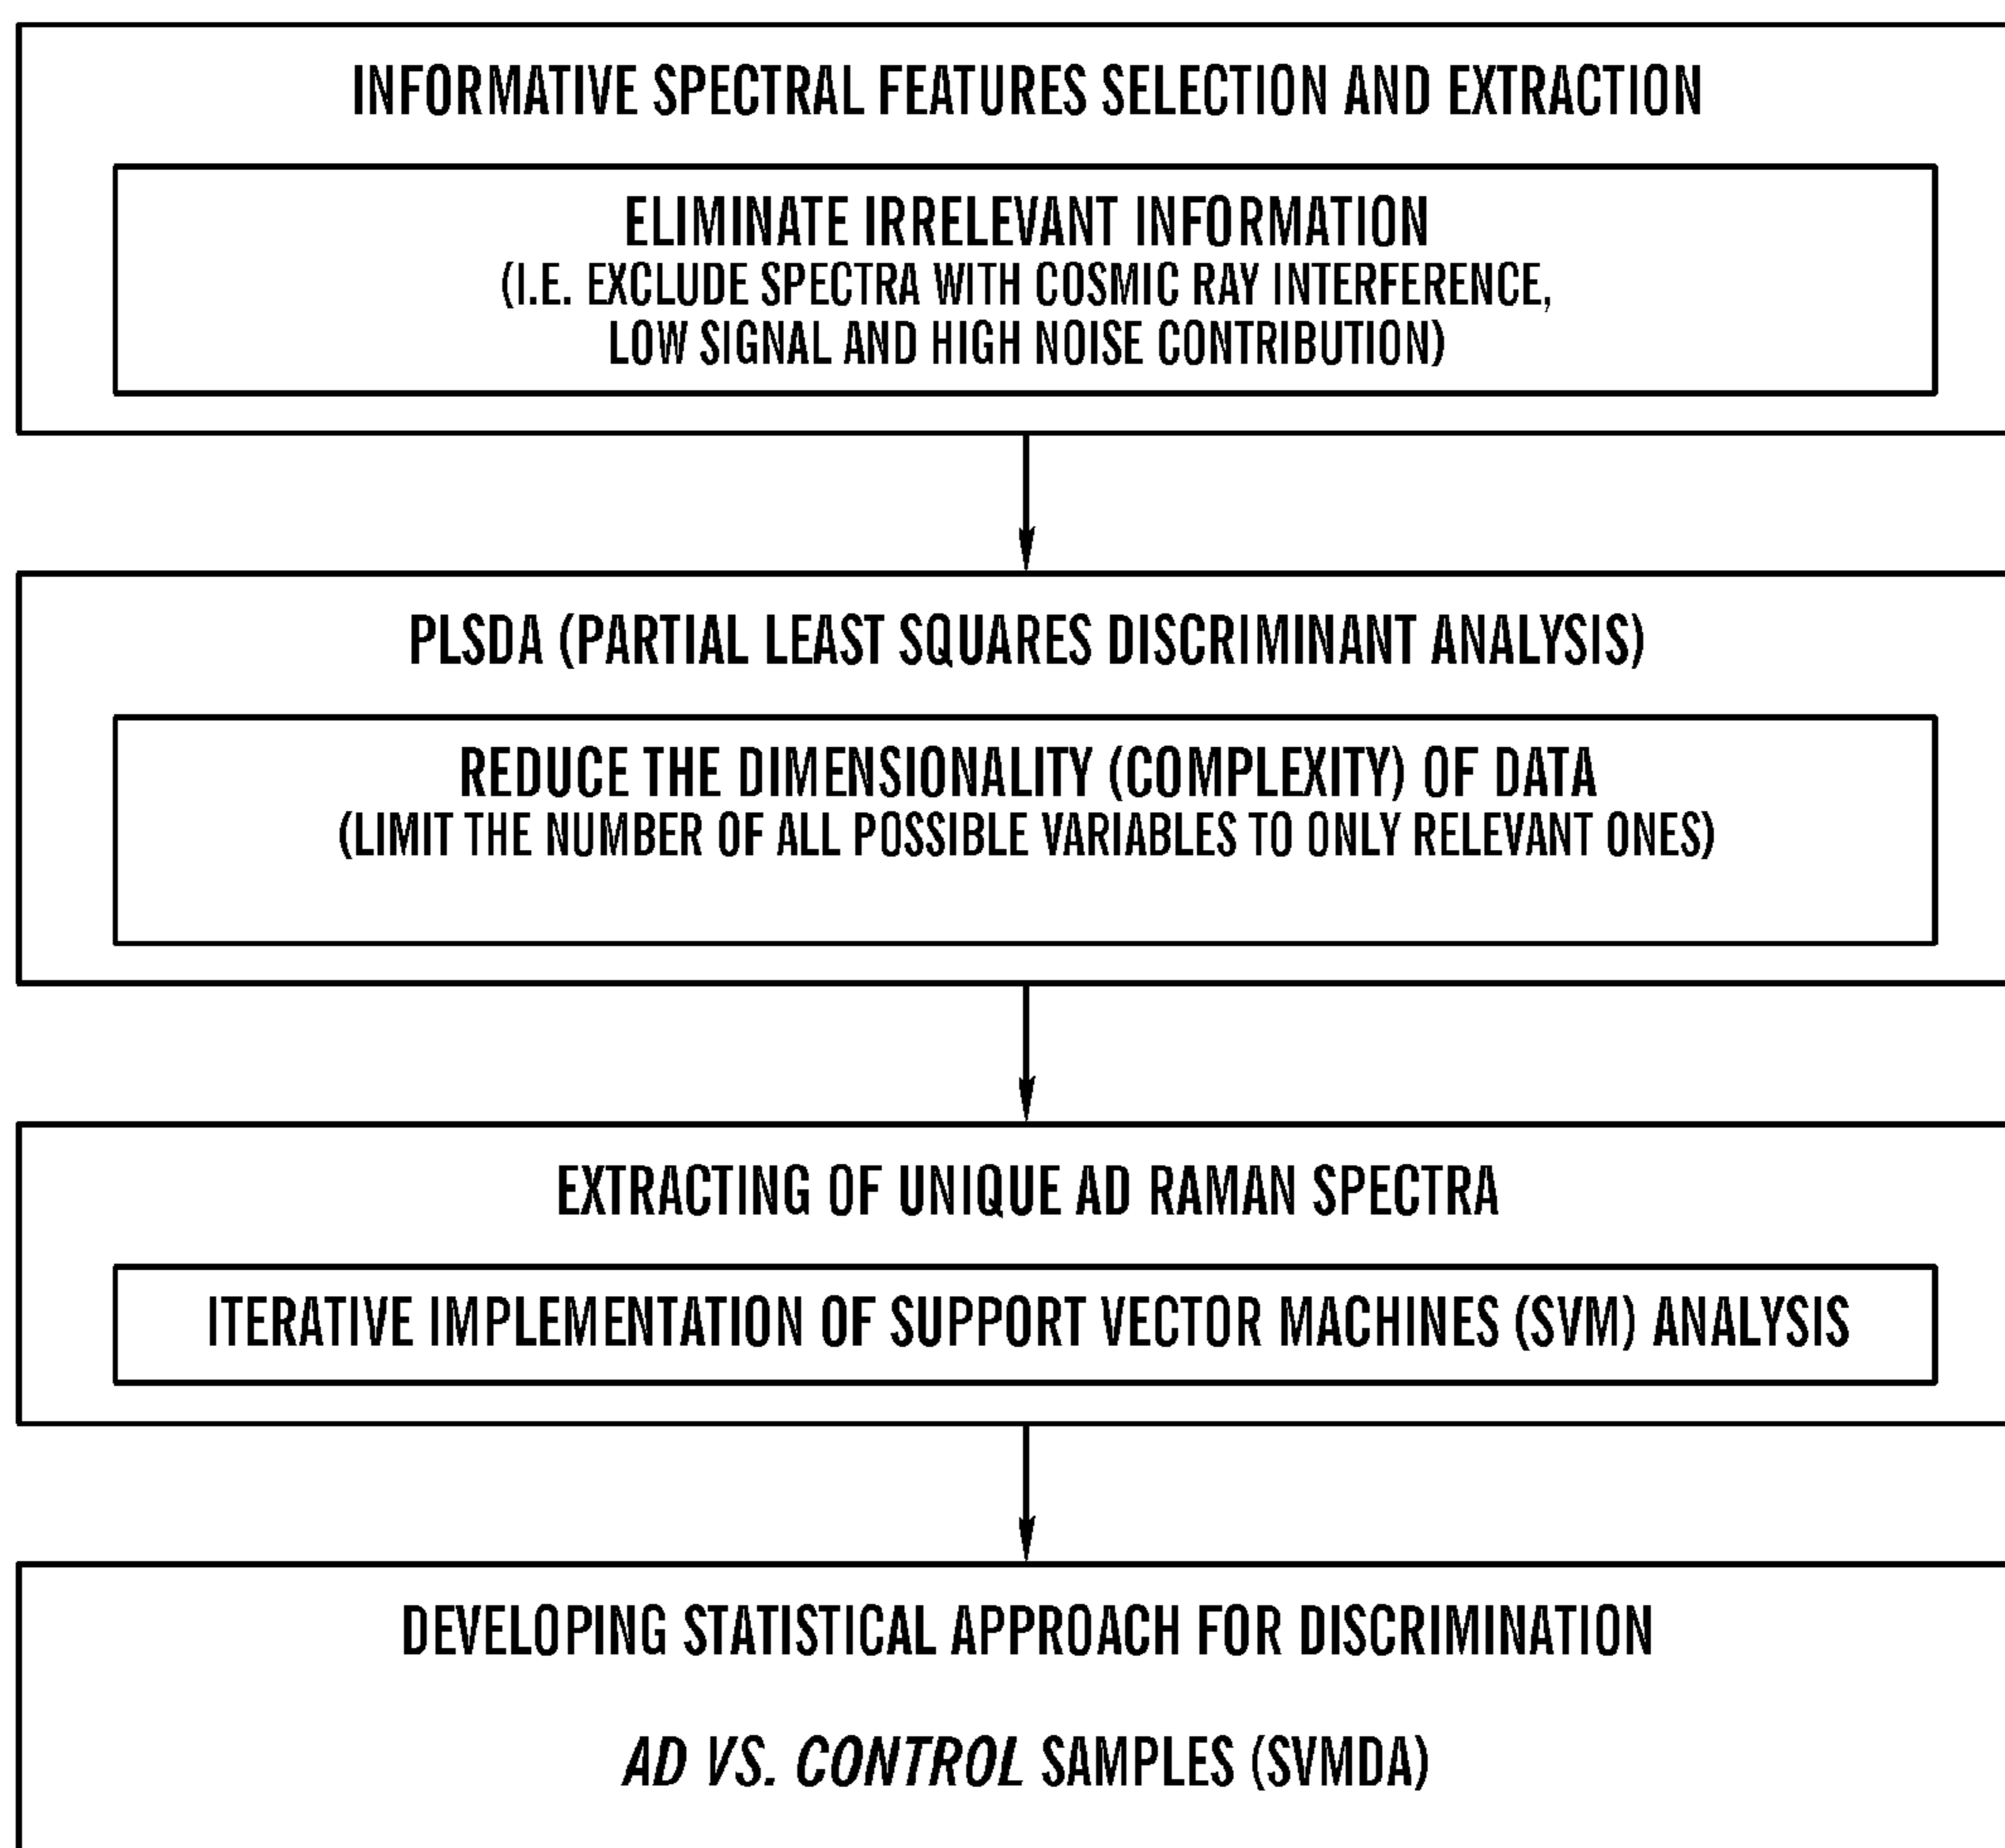 INFORMATIVE SPECTRAL FEATURES SELECTION AND EXTRACTION
ELIMINATE IRRELEVANT INFORMATION
(I.E. EXCLUDE SPECTRA WITH COSMIC RAY INTERFERENCE,
LOW SIGNAL AND HIGH NOISE CONTRIBUTION)
PLSDA (PARTIAL LEAST SQUARES DISCRIMINANT ANALYSIS)
REDUCE THE DIMENSIONALITY (COMPLEXITY) OF DATA
(LIMIT THE NUMBER OF ALL POSSIBLE VARIABLES TO ONLY RELEVANT ONES)
EXTRACTING OF UNIQUE AD RAMAN SPECTRA
ITERATIVE IMPLEMENTATION OF SUPPORT VECTOR MACHINES (SVM) ANALYSIS
DEVELOPING STATISTICAL APPROACH FOR DISCRIMINATION
AD VS. CONTROL SAMPLES (SVMDA)